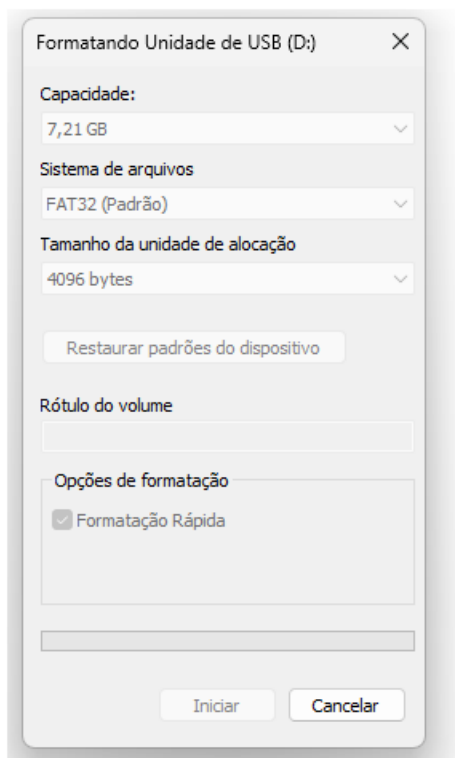 Formatando Unidade de USB (D:)
Capacidade:
7,21 GB
Sistema de arquivos
FAT32 (Padrão)
Tamanho da unidade de alocação
4096 bytes
Restaurar padrões do dispositivo
Rótulo do volume
Opções de formatação
Formatação Rápida
Iniciar
Cancelar